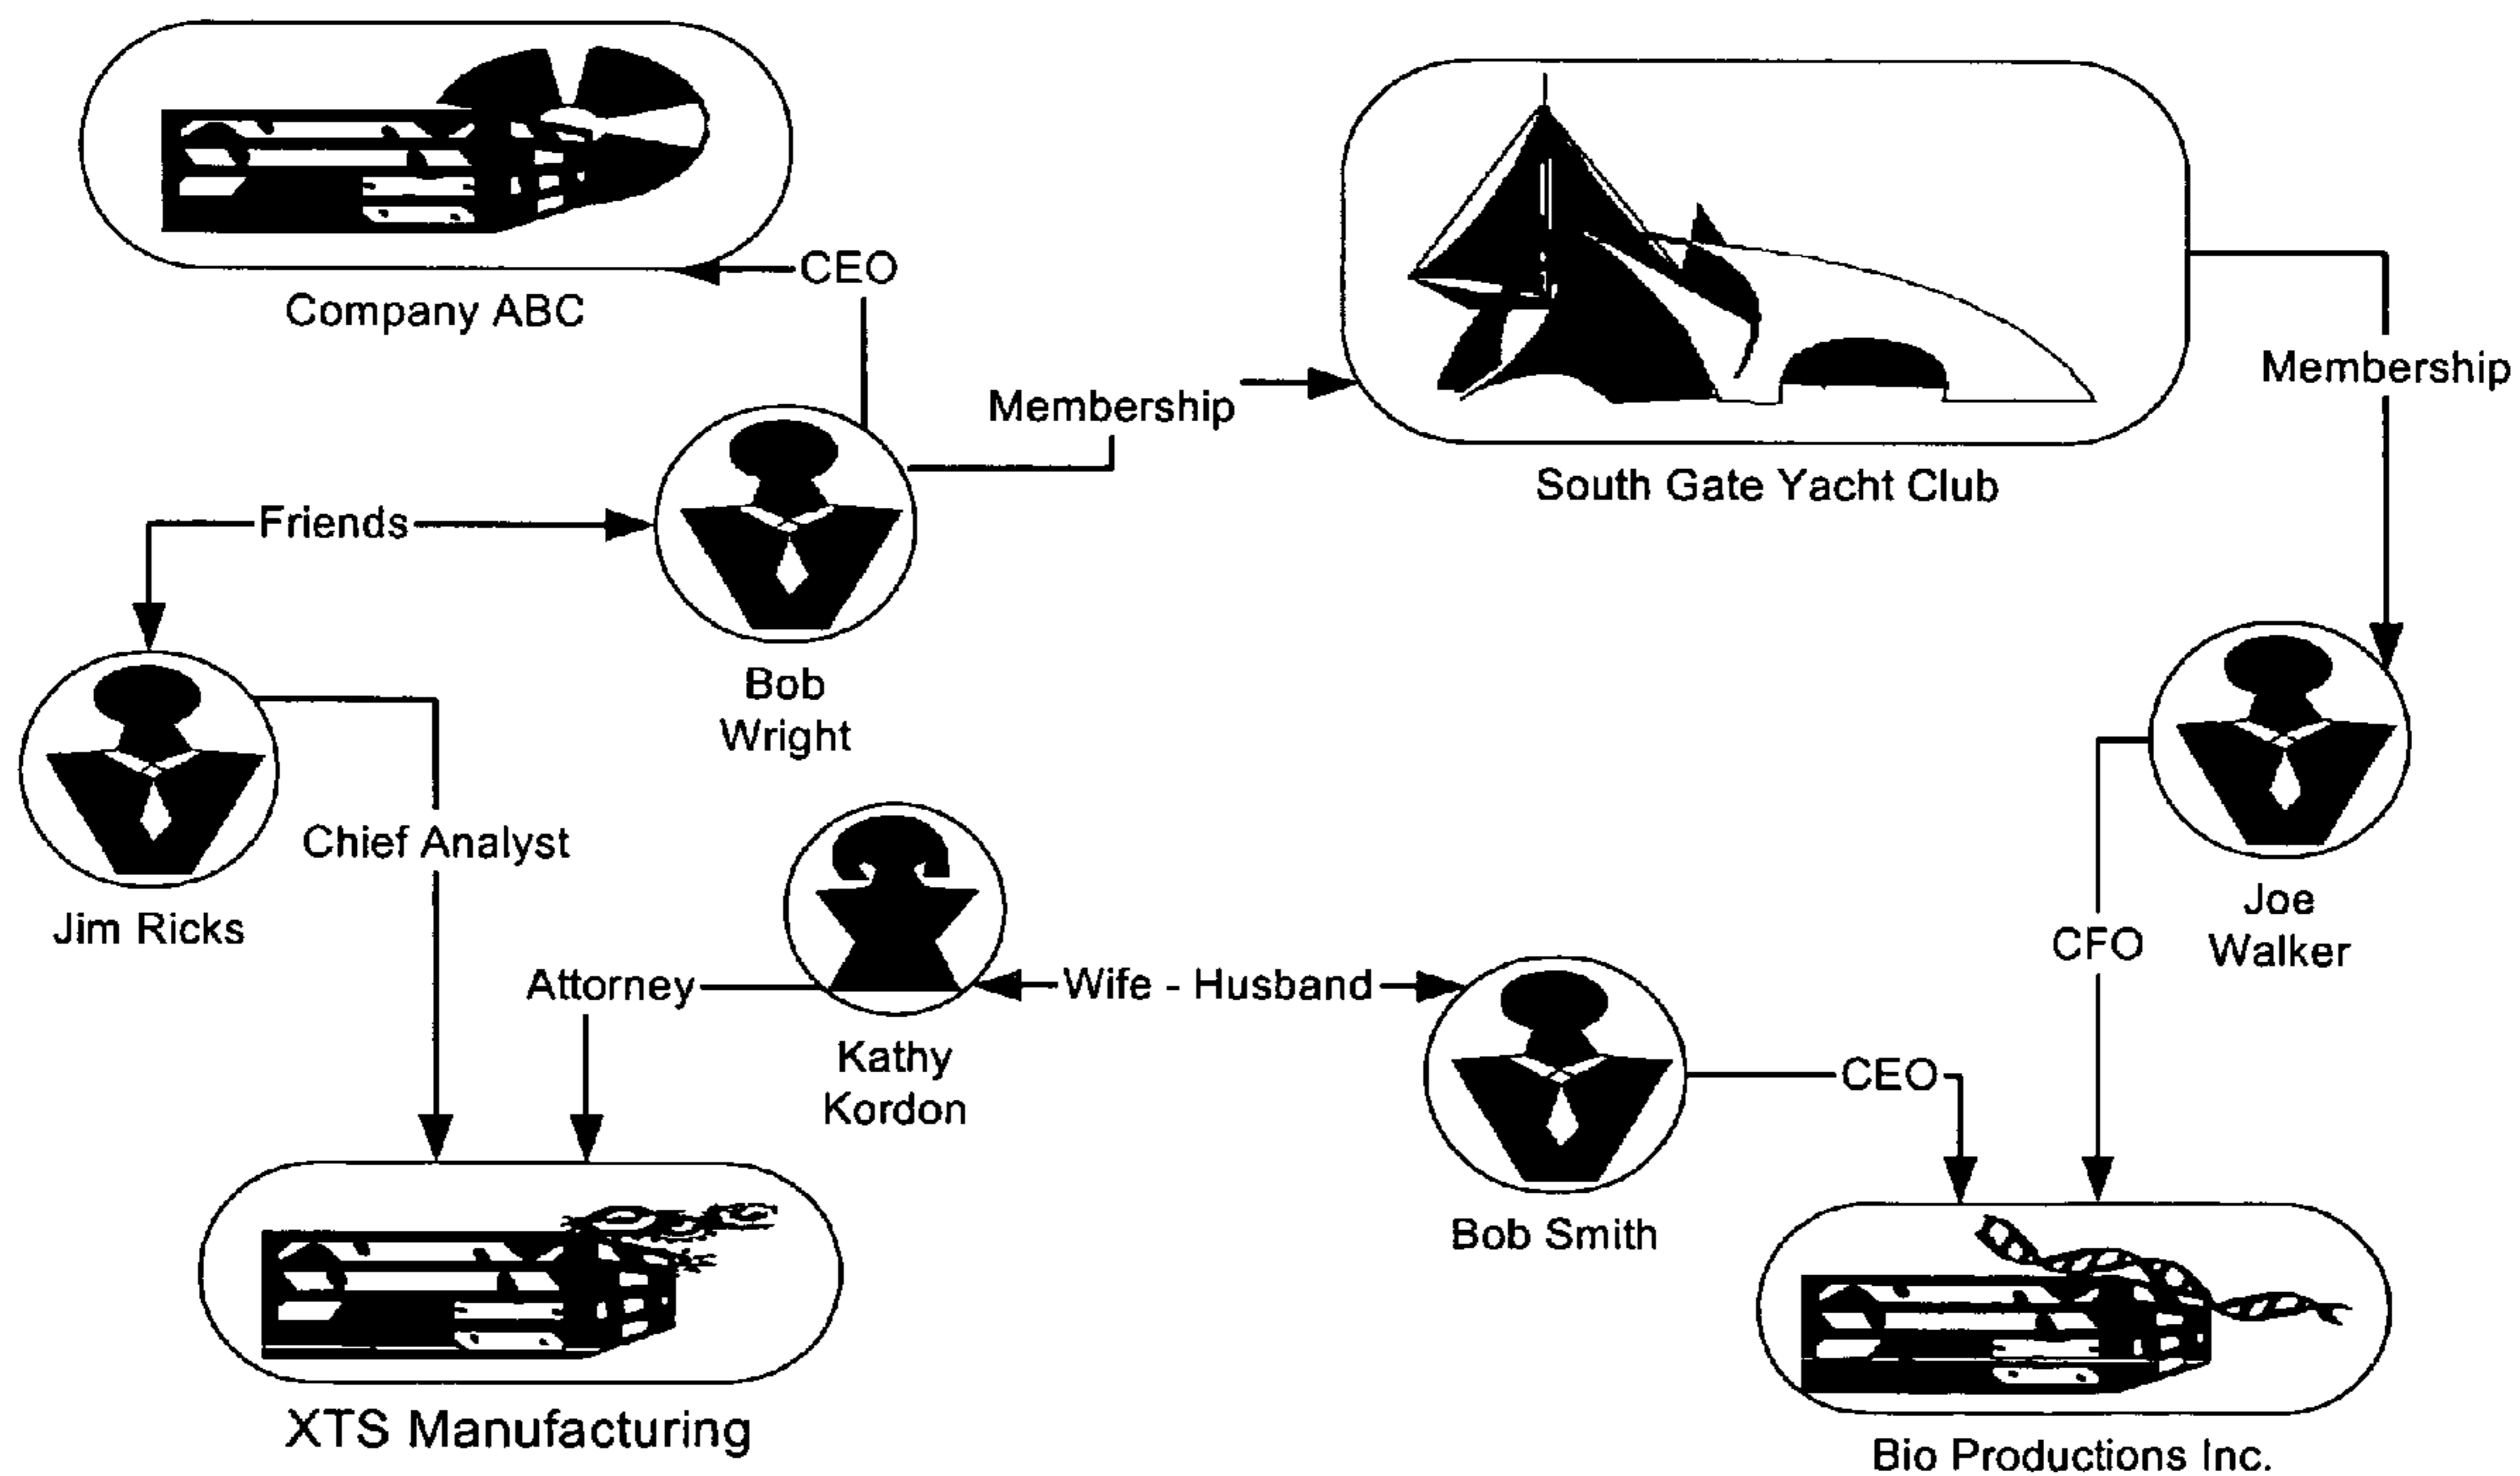 CEO
Company ABC
Membership
Membership
South Gate Yacht Club
Friends
Bob
Wright
Chief Analyst
Jim Ricks
Joe
Walker
CFO
Attorney
Wife - Husband
Kathy
Kordon
CEO
Bob Smith
XTS Manufacturing
Bio Productions Inc.